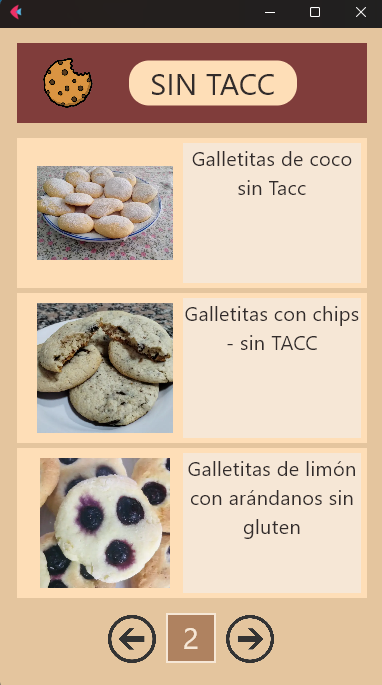 SIN TACC
Galletitas de coco
sin Tacc
Galletitas con chips
- sin TACC
Galletitas de limón
con arándanos sin
gluten
2